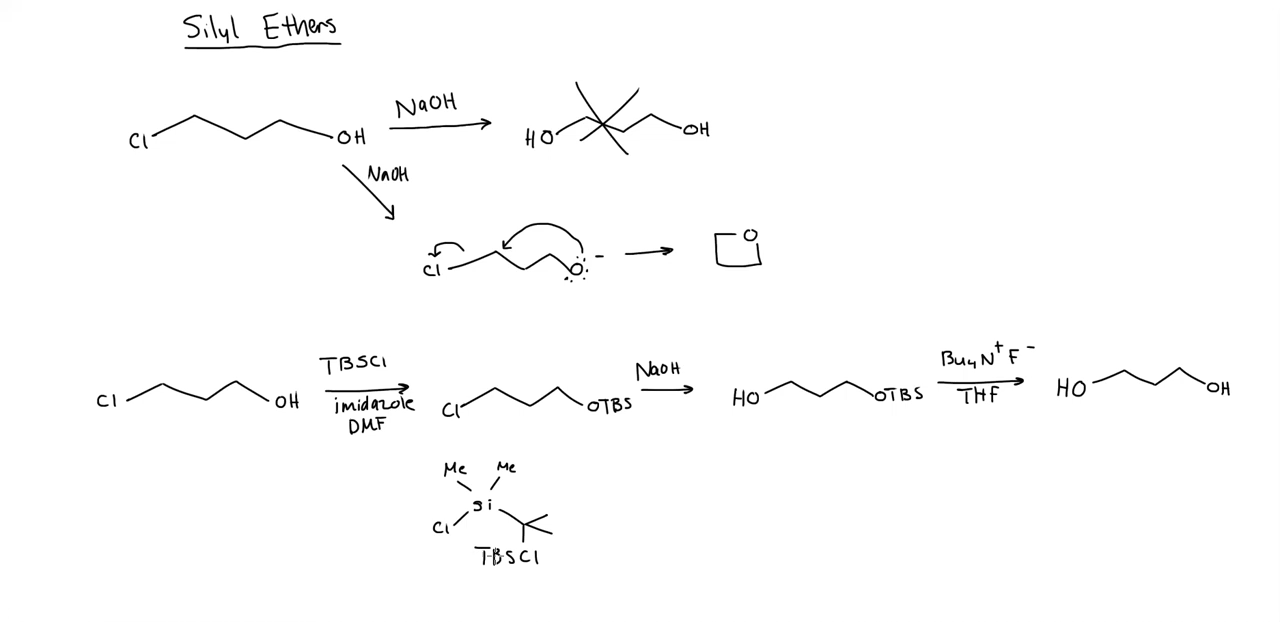 Silyl Ethers
Cl OH NaOH HO OH
NaOH
Cl O - O
Cl OH TBSCl imidazole DMF Cl OTBS NaOH HO OTBS Bu4N+ F- THF HO OH
Me Me
Si
Cl
TBSCl